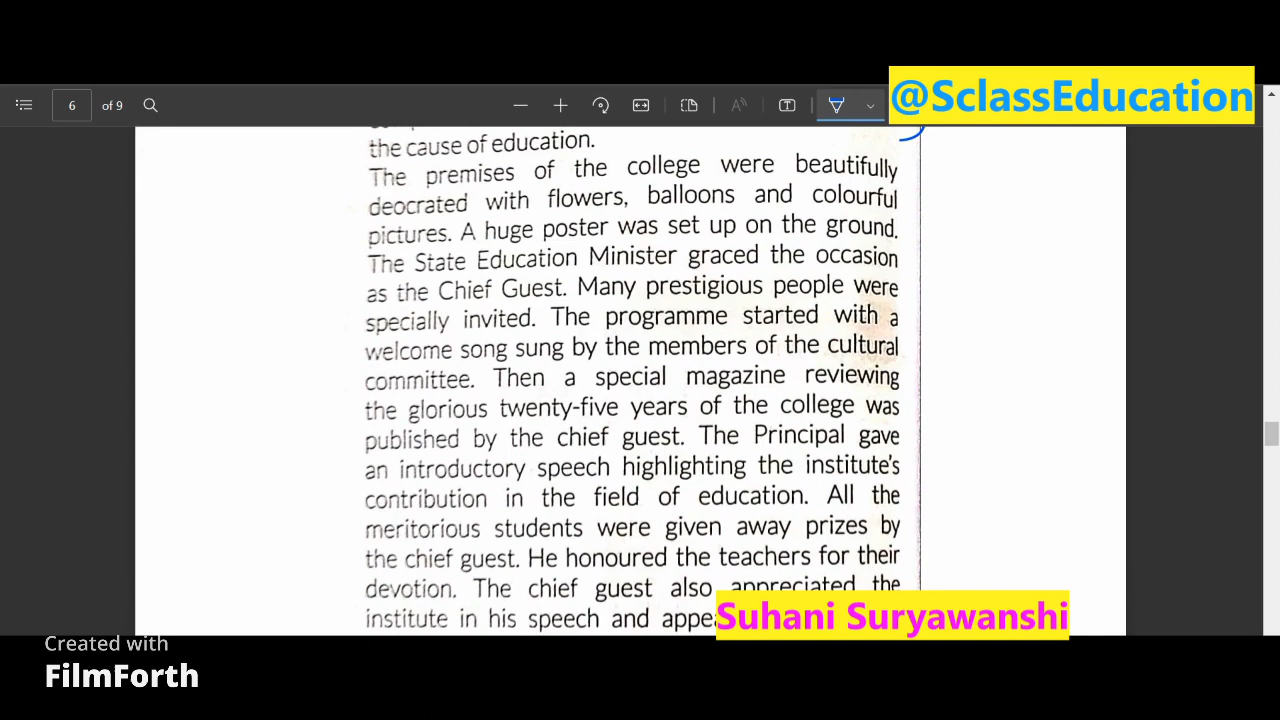 @SclassEducation
6 of 9
the cause of education.
The premises of the college were beautifully
deocrated with flowers, balloons and colourful
pictures. A huge poster was set up on the ground.
The State Education Minister graced the occasion
as the Chief Guest. Many prestigious people were
specially invited. The programme started with a
welcome song sung by the members of the cultural
committee. Then a special magazine reviewing
the glorious twenty-five years of the college was
published by the chief guest. The Principal gave
an introductory speech highlighting the institute's
contribution in the field of education. All the
meritorious students were given away prizes by
the chief guest. He honoured the teachers for their
devotion. The chief guest also appreciated the
institute in his speech and
Suhani Suryawanshi
Created with
FilmForth